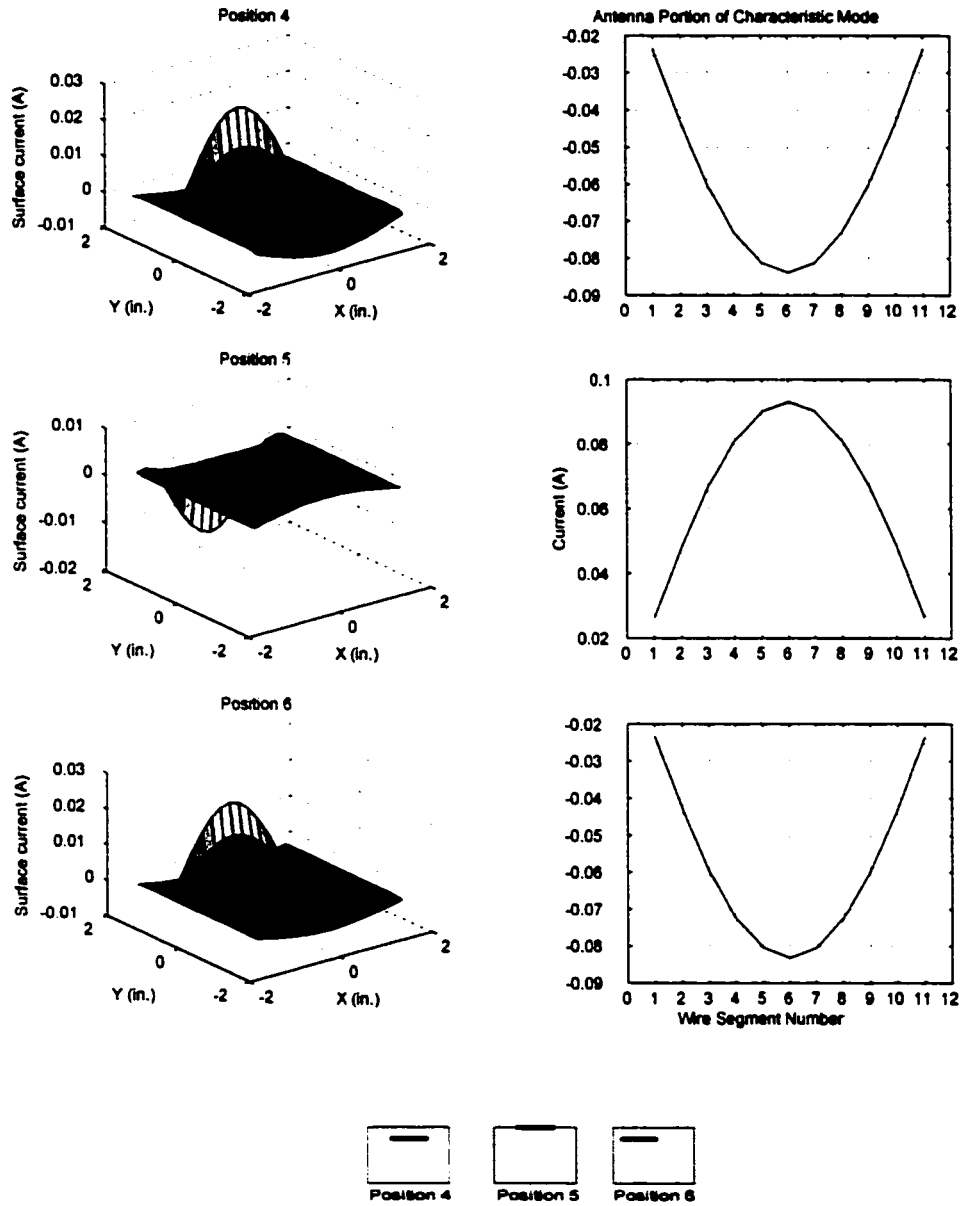 Position 4
Antenna Portion of Characteristic Mode
Surface current (A)
0.03
0.02
0.01
0
-0.01
2
0
-2
Y (in.)
-2
0
2
X (in.)
-0.02
-0.03
-0.04
-0.05
-0.06
-0.07
-0.08
-0.09
0 1 2 3 4 5 6 7 8 9 10 11 12
Position 5
Surface current (A)
0.01
0
-0.01
-0.02
2
0
-2
Y (in.)
-2
0
2
X (in.)
Current (A)
0.1
0.08
0.06
0.04
0.02
0 1 2 3 4 5 6 7 8 9 10 11 12
Position 6
Surface current (A)
0.03
0.02
0.01
0
-0.01
2
0
-2
Y (in.)
-2
0
2
X (in.)
-0.02
-0.03
-0.04
-0.05
-0.06
-0.07
-0.08
-0.09
0 1 2 3 4 5 6 7 8 9 10 11 12
Wire Segment Number
Position 4
Position 5
Position 6